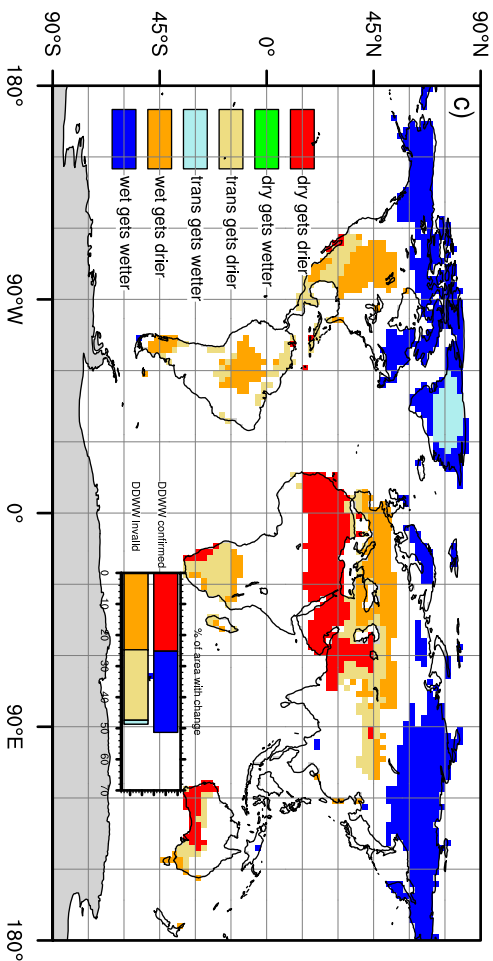 c)
90°N
45°N
0°
45°S
90°S
180°
90°W
0°
90°E
180°
dry gets drier
dry gets wetter
trans gets drier
trans gets wetter
wet gets drier
wet gets wetter
% of area with change
DDWW confirmed
DDWW Invalid
0 10 20 30 40 50 60 70